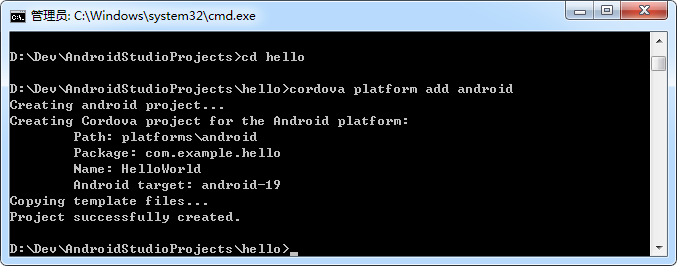 管理员: C:\Windows\system32\cmd.exe
D:\Dev\AndroidStudioProjects>cd hello
D:\Dev\AndroidStudioProjects\hello>cordova platform add android
Creating android project...
Creating Cordova project for the Android platform:
Path: platforms\android
Package: com.example.hello
Name: HelloWorld
Android target: android-19
Copying template files...
Project successfully created.
D:\Dev\AndroidStudioProjects\hello>